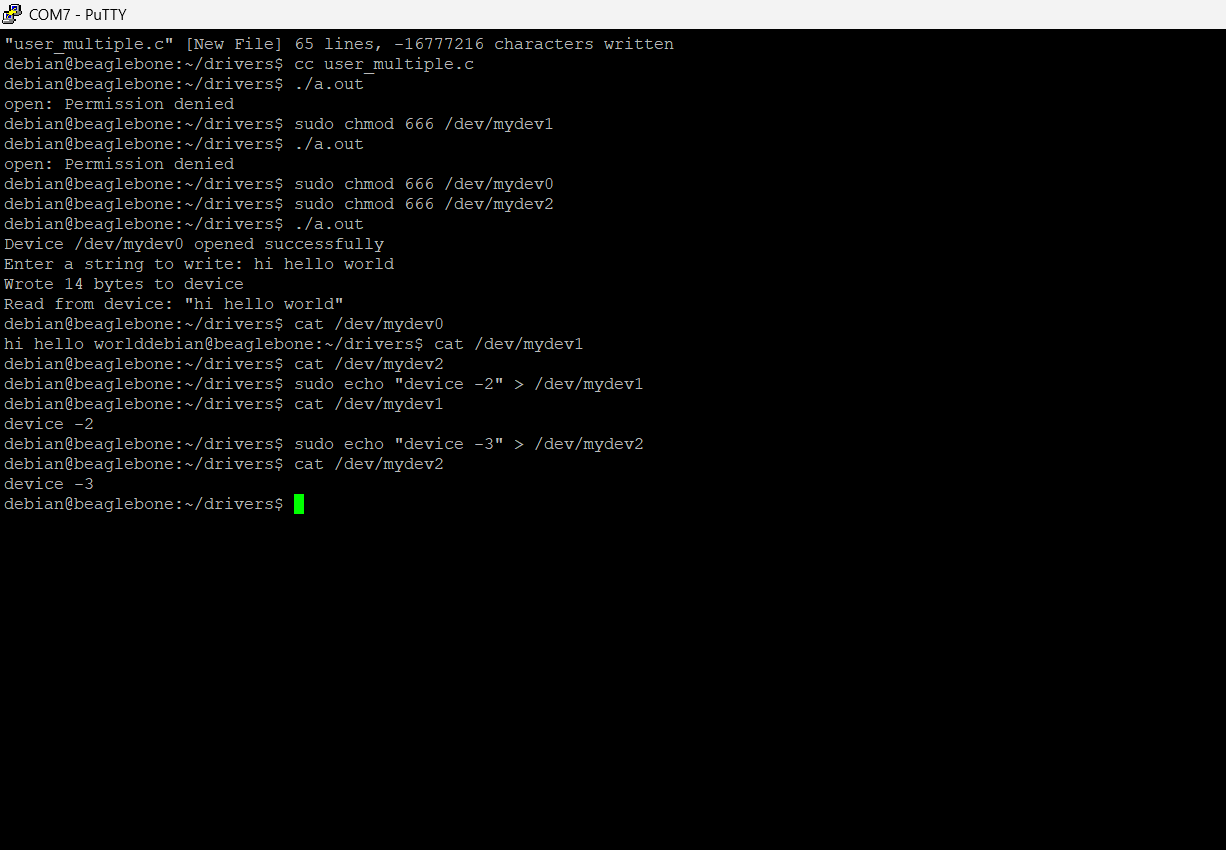 COM7 - PuTTY
"user_multiple.c" [New File] 65 lines, -16777216 characters written
debian@beaglebone:~/drivers$ cc user_multiple.c
debian@beaglebone:~/drivers$ ./a.out
open: Permission denied
debian@beaglebone:~/drivers$ sudo chmod 666 /dev/mydev1
debian@beaglebone:~/drivers$ ./a.out
open: Permission denied
debian@beaglebone:~/drivers$ sudo chmod 666 /dev/mydev0
debian@beaglebone:~/drivers$ sudo chmod 666 /dev/mydev2
debian@beaglebone:~/drivers$ ./a.out
Device /dev/mydev0 opened successfully
Enter a string to write: hi hello world
Wrote 14 bytes to device
Read from device: "hi hello world"
debian@beaglebone:~/drivers$ cat /dev/mydev0
hi hello worlddebian@beaglebone:~/drivers$ cat /dev/mydev1
debian@beaglebone:~/drivers$ cat /dev/mydev2
debian@beaglebone:~/drivers$ sudo echo "device -2" > /dev/mydev1
debian@beaglebone:~/drivers$ cat /dev/mydev1
device -2
debian@beaglebone:~/drivers$ sudo echo "device -3" > /dev/mydev2
debian@beaglebone:~/drivers$ cat /dev/mydev2
device -3
debian@beaglebone:~/drivers$